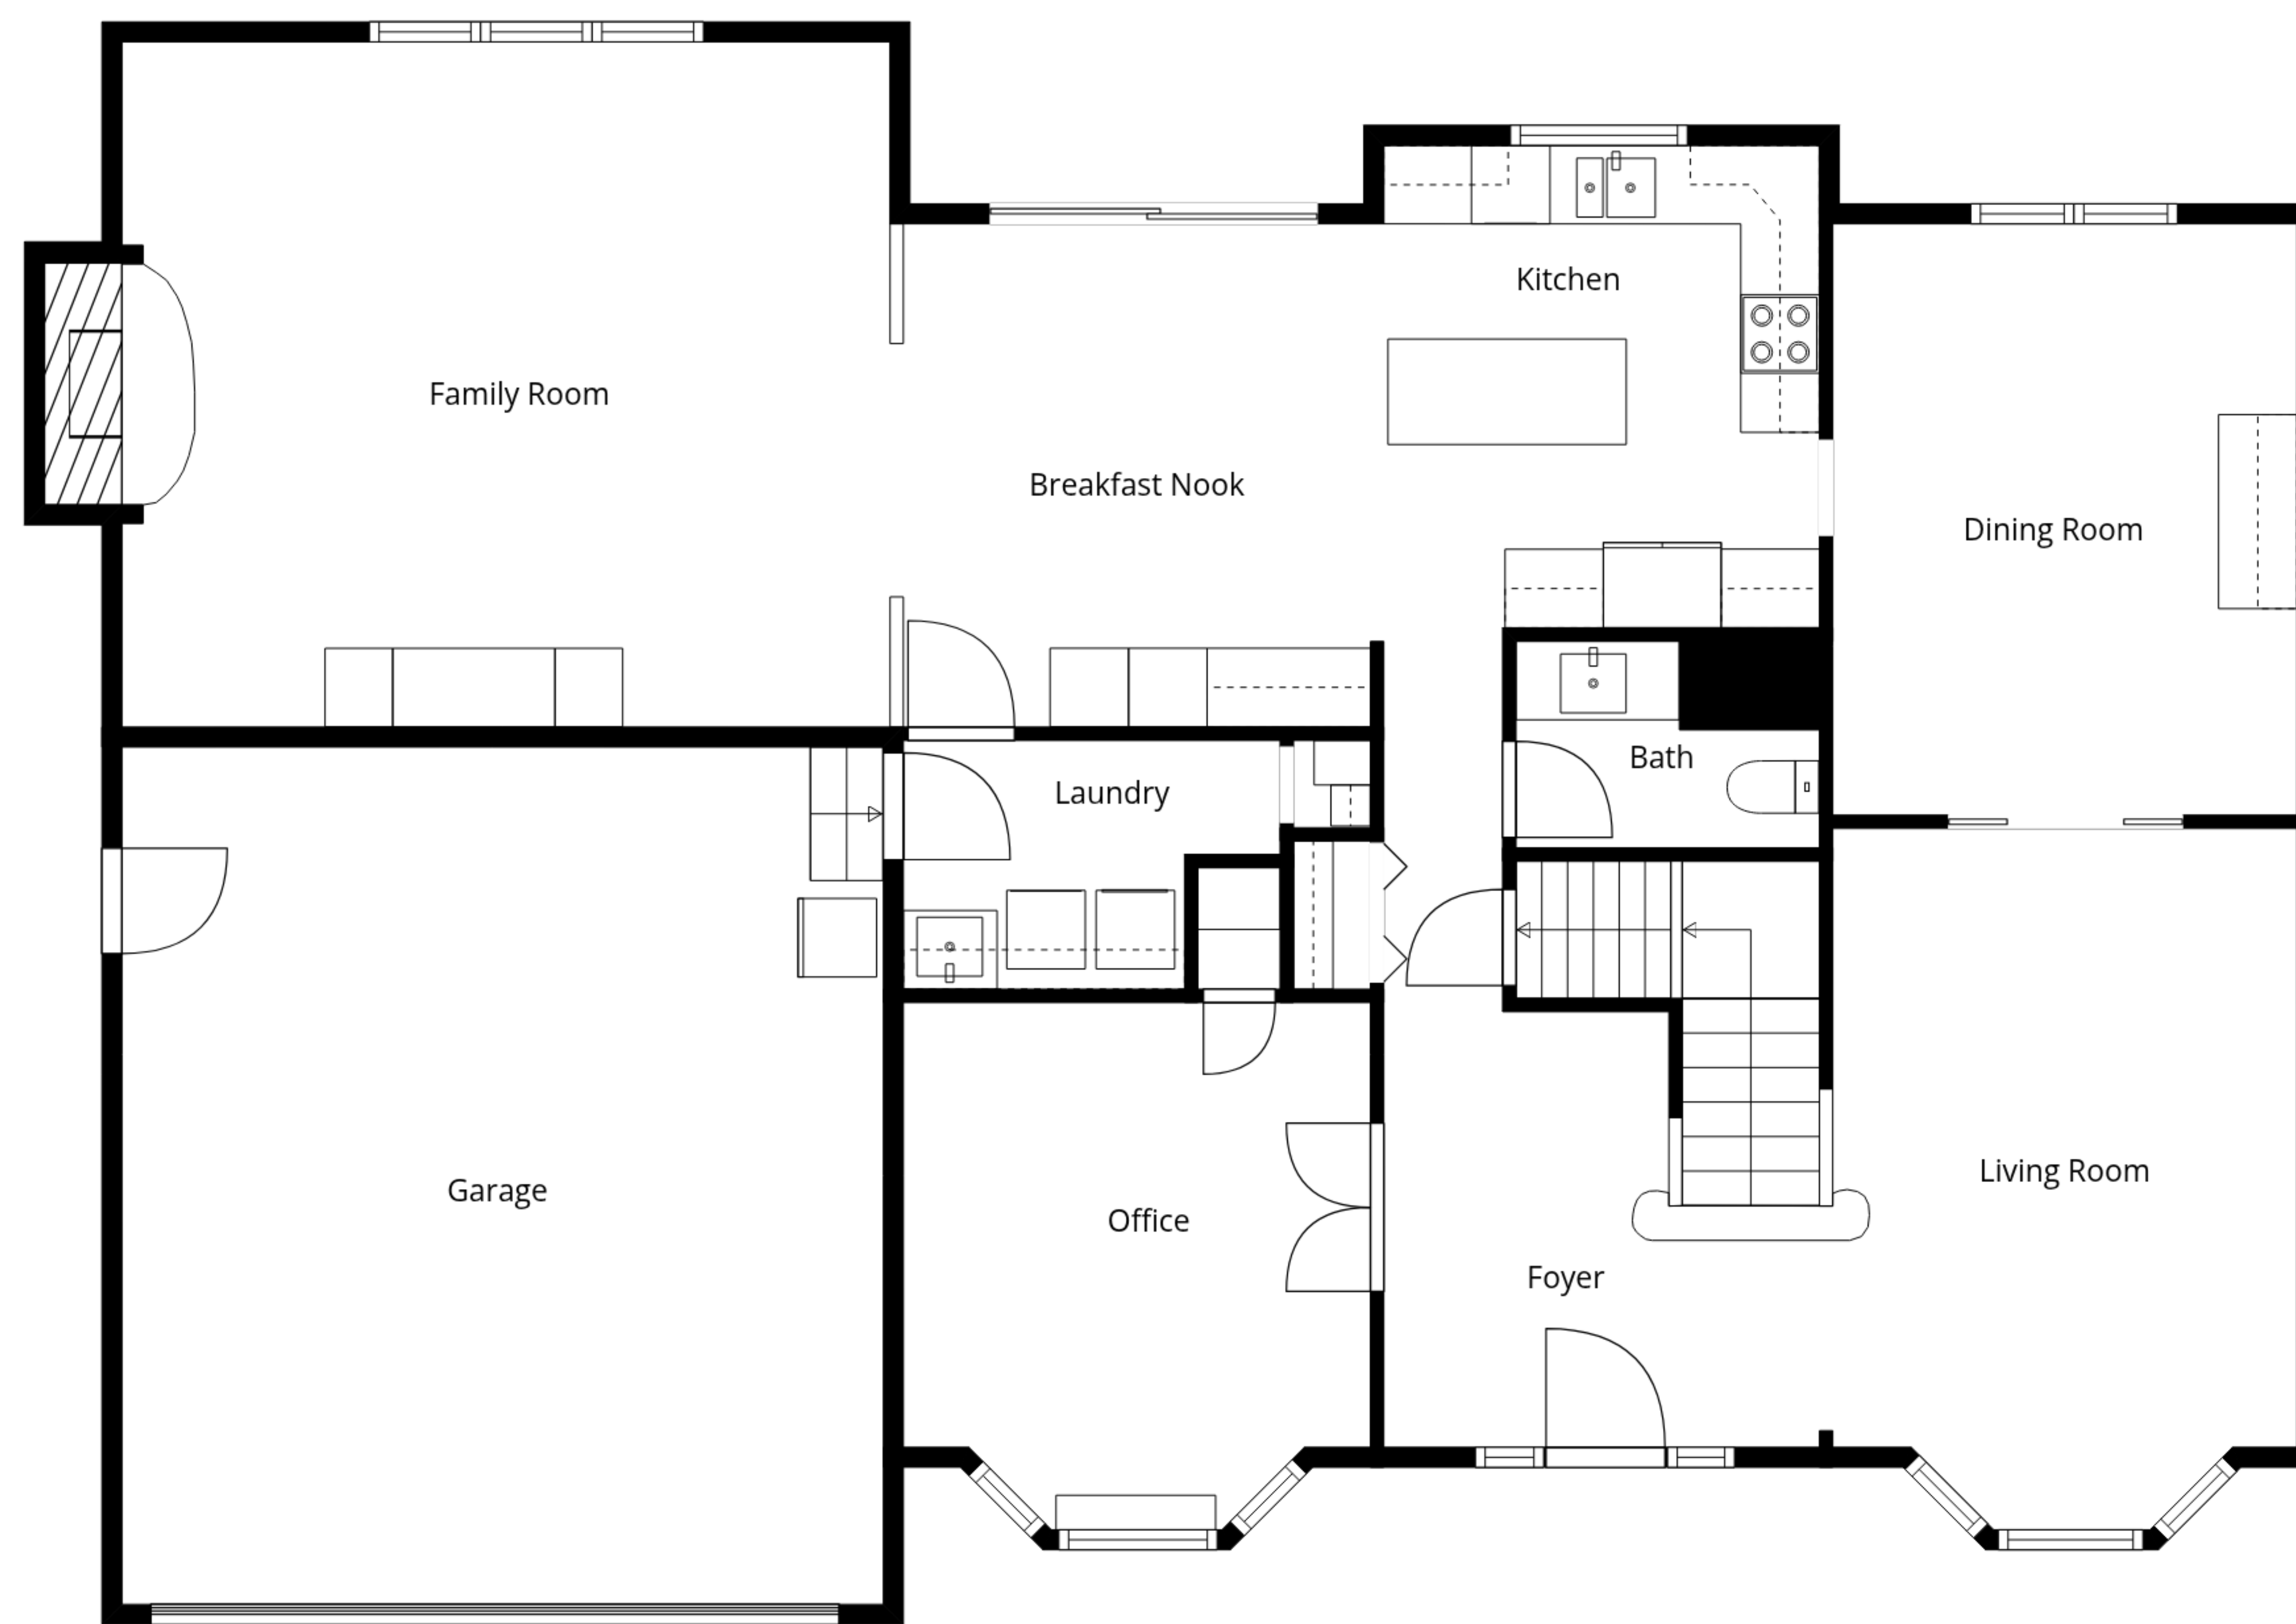 Kitchen
Family Room
Breakfast Nook
Dining Room
Bath
Laundry
Living Room
Garage
Office
Foyer